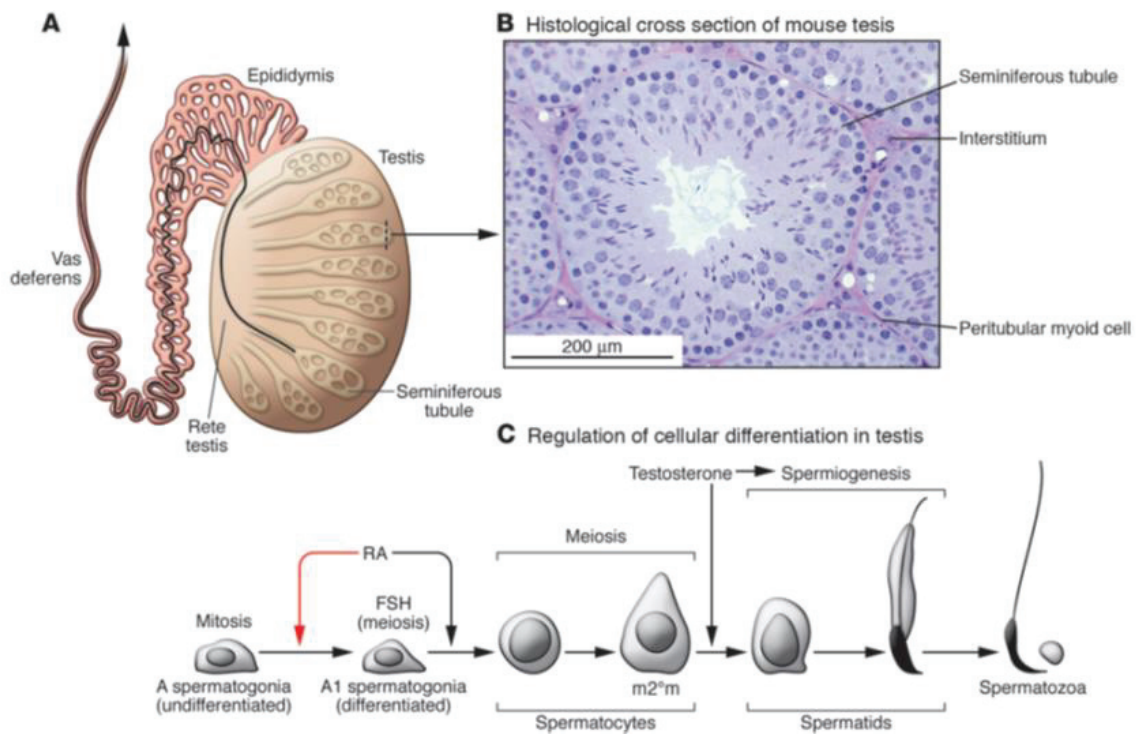 A
Epididymis
Testis
Vas
deferens
Rete
testis
Seminiferous
tubule
B Histological cross section of mouse tesis
Seminiferous tubule
Interstitium
Peritubular myoid cell
200 μm
C Regulation of cellular differentiation in testis
Testosterone
Spermiogenesis
Meiosis
RA
FSH
(meiosis)
Mitosis
A spermatogonia
(undifferentiated)
A1 spermatogonia
(differentiated)
m2°m
Spermatocytes
Spermatids
Spermatozoa